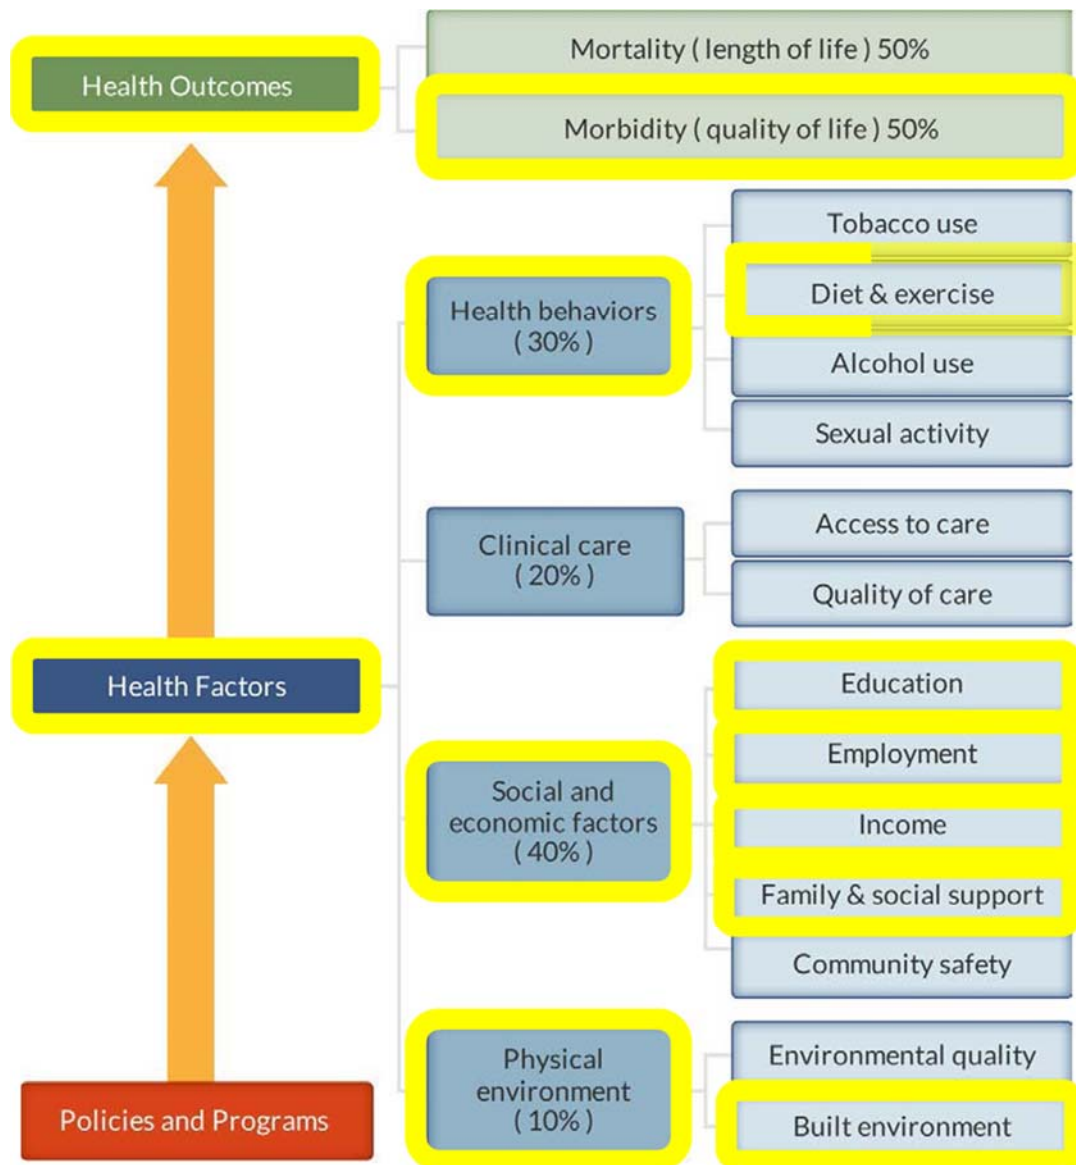 Health Outcomes
Mortality ( length of life ) 50%
Morbidity ( quality of life ) 50%
Health behaviors
( 30% )
Tobacco use
Diet & exercise
Alcohol use
Sexual activity
Clinical care
( 20% )
Access to care
Quality of care
Health Factors
Social and
economic factors
( 40% )
Education
Employment
Income
Family & social support
Community safety
Physical
environment
( 10% )
Environmental quality
Built environment
Policies and Programs